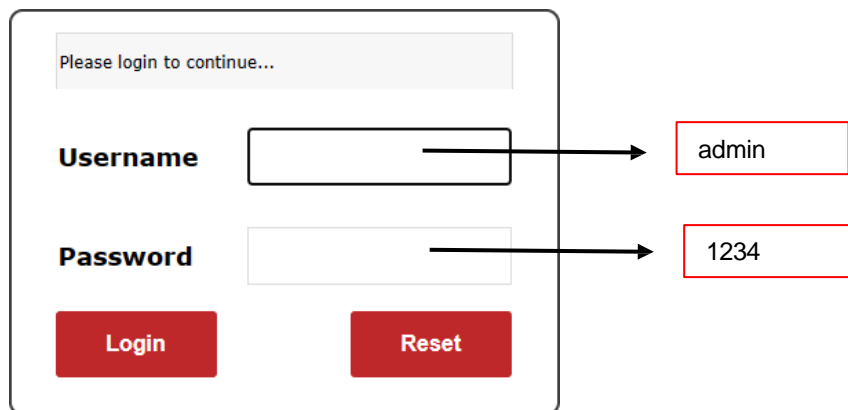 Please login to continue...
Username
admin
Password
1234
Login
Reset